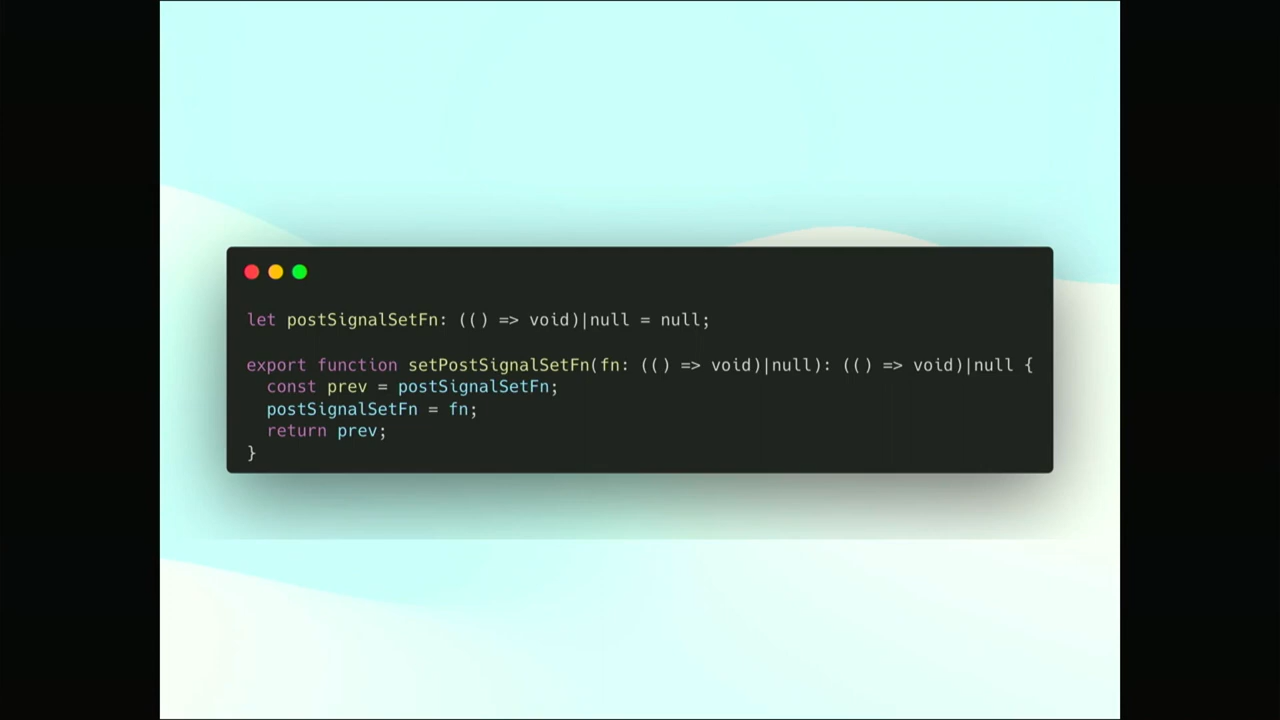 let postSignalSetFn: (() => void)|null = null;
export function setPostSignalSetFn(fn: (() => void)|null): (() => void)|null {
  const prev = postSignalSetFn;
  postSignalSetFn = fn;
  return prev;
}